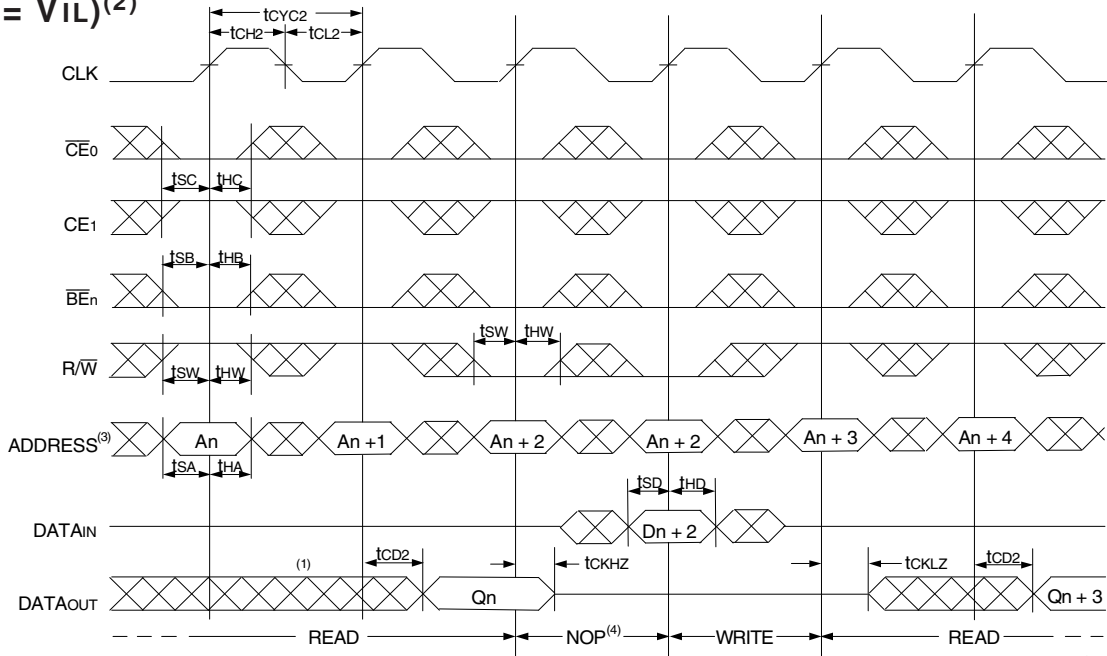 = VIL)(2)
tCYC2
tCH2 tCL2
CLK
CE0
tSC tHC
CE1
tSB tHB
BEn
tSW tHW
R/W
tSW tHW
ADDRESS(3) An An +1 An + 2 An + 2 An + 3 An + 4
tSA tHA
tSD tHD
DATAIN Dn + 2
(1) tCD2 tCKHZ tCKLZ tCD2
DATAOUT Qn Qn + 3
READ NOP(4) WRITE READ